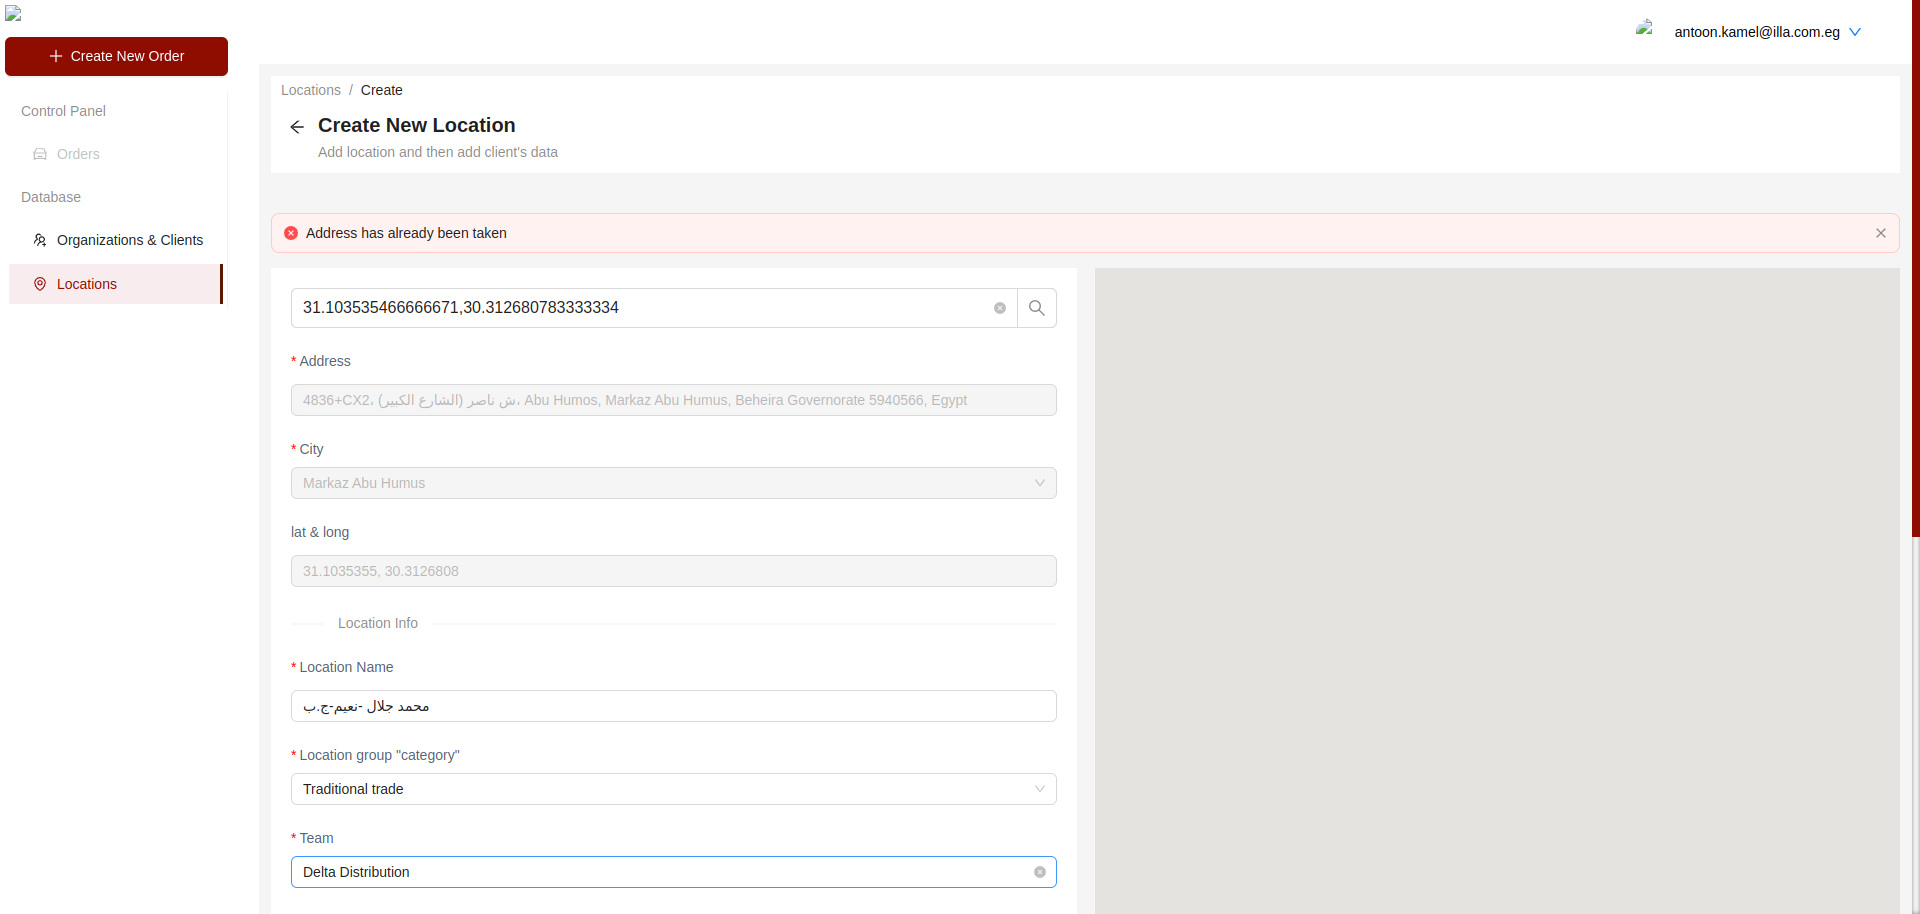 Create New Order
antoon.kamel@illa.com.eg
Control Panel
Orders
Database
Organizations & Clients
Locations
Locations / Create
Create New Location
Add location and then add client's data
Address has already been taken
31.103535466666671,30.312680783333334
* Address
4836+CX2، ش ناصر (الشارع الكبير)، Abu Homos, Markaz Abu Humus, Beheira Governorate 5940566, Egypt
* City
Markaz Abu Humus
lat & long
31.1035355, 30.3126808
Location Info
* Location Name
محمد جلال -نعيم-ج.ب
* Location group "category"
Traditional trade
* Team
Delta Distribution